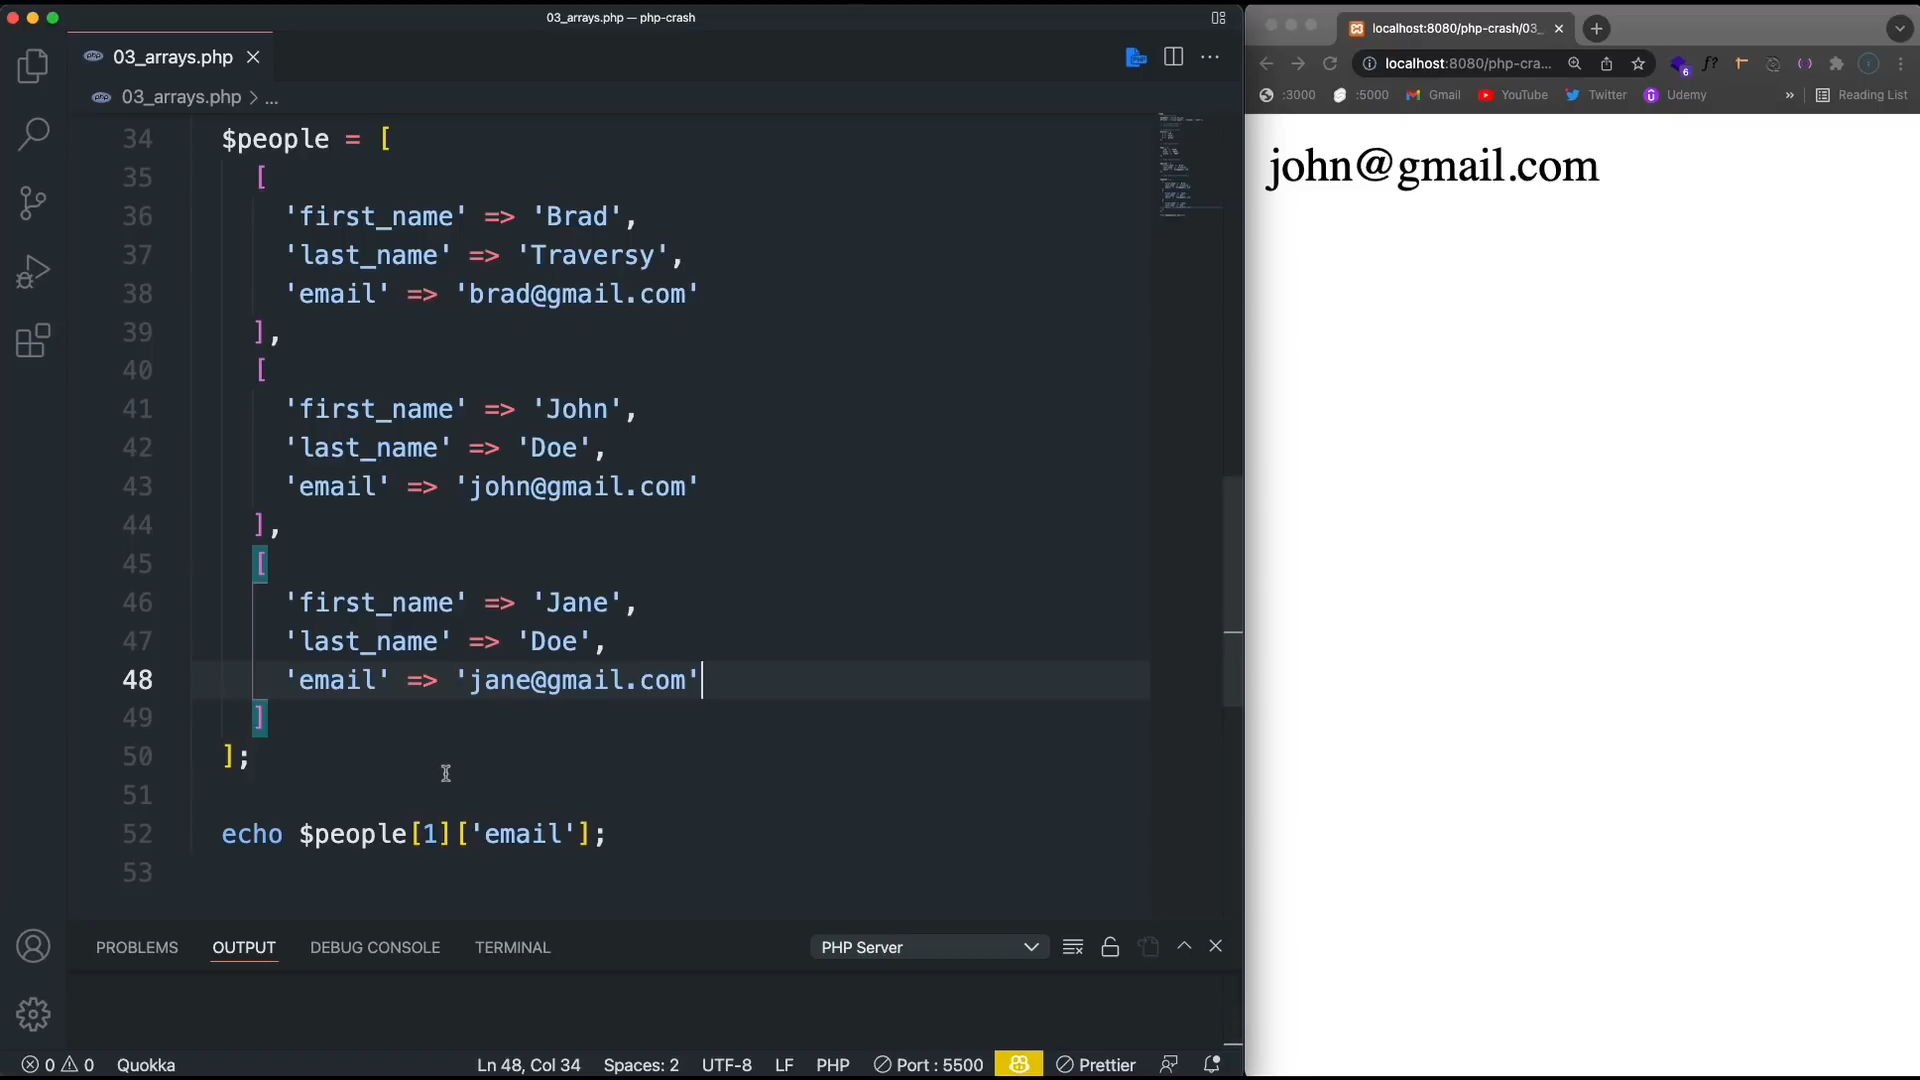 03_arrays.php — php-crash
03_arrays.php
03_arrays.php > ...
34 $people = [
35 [
36 'first_name' => 'Brad',
37 'last_name' => 'Traversy',
38 'email' => 'brad@gmail.com'
39 ],
40 [
41 'first_name' => 'John',
42 'last_name' => 'Doe',
43 'email' => 'john@gmail.com'
44 ],
45 [
46 'first_name' => 'Jane',
47 'last_name' => 'Doe',
48 'email' => 'jane@gmail.com'
49 ]
50 ];
51
52 echo $people[1]['email'];
53
PROBLEMS OUTPUT DEBUG CONSOLE TERMINAL PHP Server
0 0 Quokka Ln 48, Col 34 Spaces: 2 UTF-8 LF PHP Port : 5500 Prettier
localhost:8080/php-crash/03_
localhost:8080/php-cra... 6 f?
:3000 :5000 Gmail YouTube Twitter Udemy » Reading List
john@gmail.com